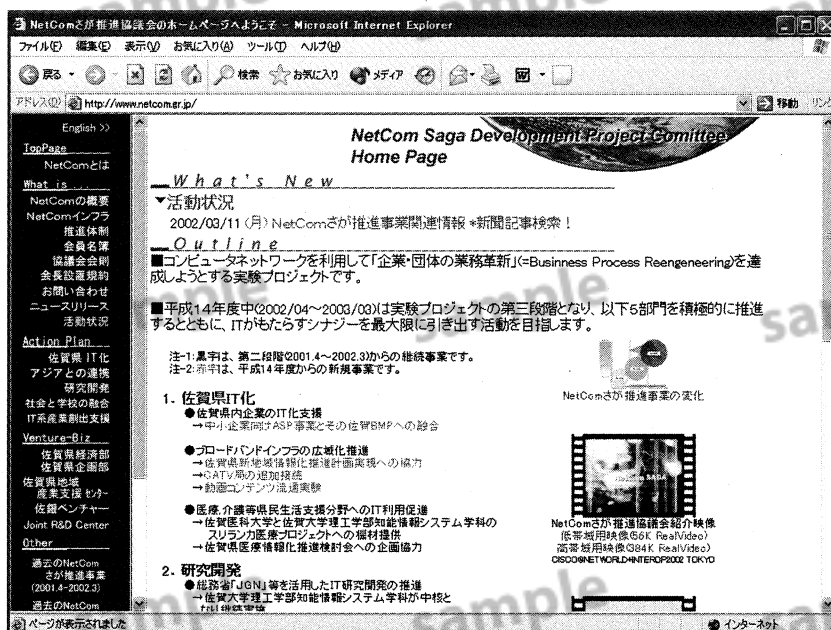 NetComさが推進協議会のホームページへようこそ - Microsoft Internet Explorer
ファイル(F) 編集(E) 表示(V) お気に入り(A) ツール(T) ヘルプ(H)
戻る 検索 お気に入り メディア
アドレス(D) http://www.netcom.gr.jp/ 移動 リンク
English >>
TopPage
NetComとは
What is ...
NetComの概要
NetComインフラ
推進体制
会員名簿
協議会会則
会長設置規約
お問い合わせ
ニュースリリース
活動状況
Action Plan
佐賀県 IT化
アジアとの連携
研究開発
社会と学校の融合
IT系産業創出支援
Venture-Biz
佐賀県経済部
佐賀県企画部
佐賀県地域
産業支援センター
佐銀ベンチャー
Joint R&D Center
Other
過去のNetCom
さが推進事業
(2001.4-2002.3)
過去のNetCom
NetCom Saga Development Project Comittee
Home Page
What's New
▼活動状況
2002/03/11 (月) NetComさが推進事業関連情報 *新聞記事検索!
Outline
■コンピュータネットワークを利用して「企業・団体の業務革新」(=Businness Process Reengeneering)を達
成しようとする実験プロジェクトです。
■平成14年度中(2002/04～2003/03)は実験プロジェクトの第三段階となり、以下5部門を積極的に推進
するとともに、ITがもたらすシナジーを最大限に引き出す活動を目指します。
注-1:黒字は、第二段階(2001.4～2002.3)からの継続事業です。
注-2:赤字は、平成14年度からの新規事業です。
1. 佐賀県IT化
●佐賀県内企業のIT化支援
→中小企業向けASP事業とその佐賀BMPへの融合
●ブロードバンドインフラの広域化推進
→佐賀県新地域情報化推進計画実現への協力
→CATV局の追加接続
→動画コンテンツ流通実験
●医療,介護等県民生活支援分野へのIT利用促進
→佐賀医科大学と佐賀大学理工学部知能情報システム学科の
スリランカ医療プロジェクトへの機材提供
→佐賀県医療情報化推進検討会への企画協力
2. 研究開発
●総務省「JGN」等を活用したIT研究開発の推進
→佐賀大学理工学部知能情報システム学科が中核と
なり継続実施
NetComさが推進事業の変化
NetComさが推進協議会紹介映像
低帯域用映像(56K RealVideo)
高帯域用映像(384K RealVideo)
CISCO@NETWORLD+INTEROP2002 TOKYO
ページが表示されました インターネット
sample